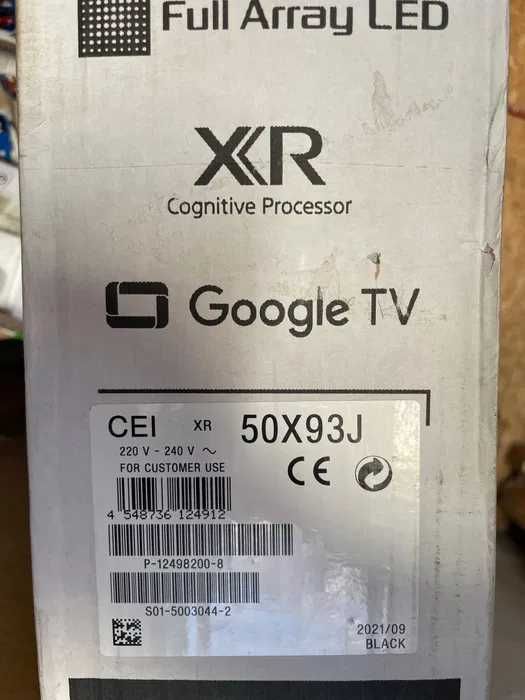 Full Array LED
XR
Cognitive Processor
Google TV
CEI XR 50X93J
220 V - 240 V ~
FOR CUSTOMER USE
CE
4 548736 124912
P-12498200-8
S01-5003044-2
2021/09
BLACK